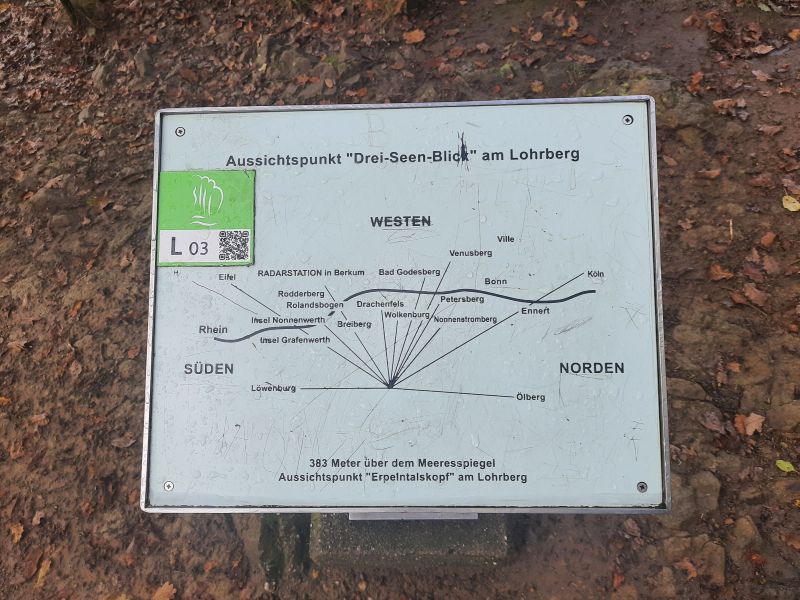 Aussichtspunkt "Drei-Seen-Blick" am Lohrberg
WESTEN
L 03
Ville
Venusberg
H
Eifel
RADARSTATION in Berkum
Bad Godesberg
Bonn
Köln
Rodderberg
Rolandsbogen
Drachenfels
Petersberg
Ennert
Insel Nonnenwerth
Breiberg
Wolkenburg
Nonnenstromberg
Rhein
Insel Grafenwerth
SÜDEN
NORDEN
Löwenburg
Ölberg
383 Meter über dem Meeresspiegel
Aussichtspunkt "Erpelntalskopf" am Lohrberg